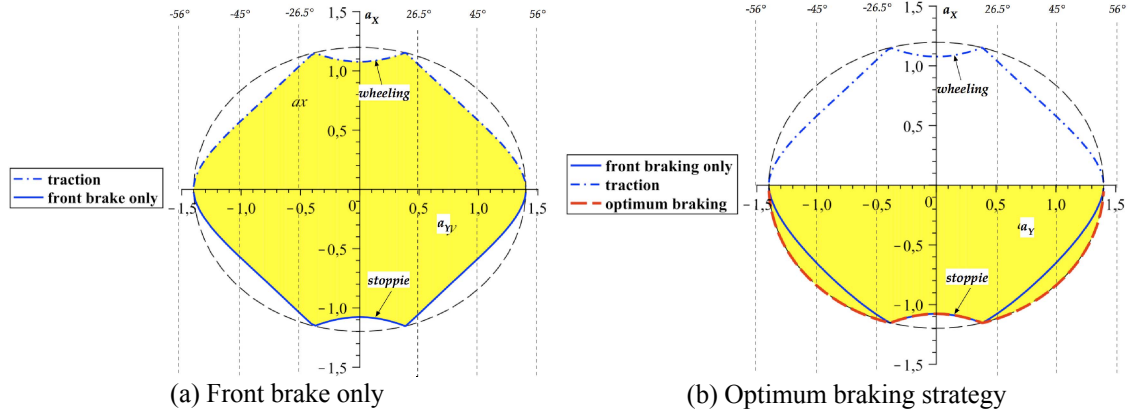 -56° -45° -26.5° 1,5 a_X 26.5° 45° 56°
1,0
wheeling
ax
0,5
traction
front brake only
-1,5 -1,0 -0,5 0 0,5 1,0 1,5
a_Y
-0,5
stoppie
-1,0
-1,5
(a) Front brake only
-56° -45° -26.5° 1,5 a_X 26.5° 45° 56°
1,0
wheeling
0,5
front braking only
traction
optimum braking
-1,5 -1,0 -0,5 0 0,5 1,0 1,5
a_Y
-0,5
stoppie
-1,0
-1,5
(b) Optimum braking strategy